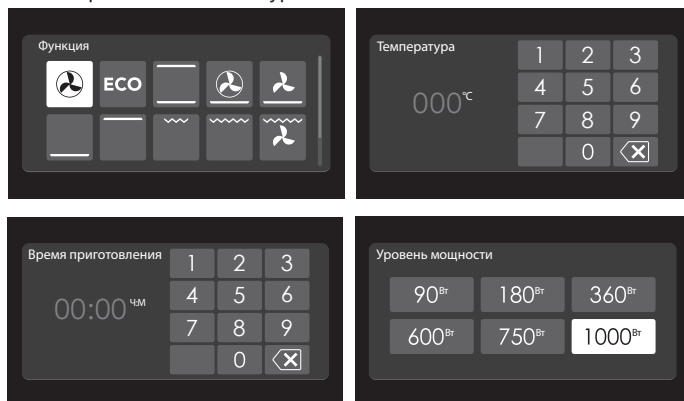 Функция
ECO
Температура
000°C
1 2 3
4 5 6
7 8 9
0
Время приготовления
00:00 ч:м
1 2 3
4 5 6
7 8 9
0
Уровень мощности
90Вт 180Вт 360Вт
600Вт 750Вт 1000Вт